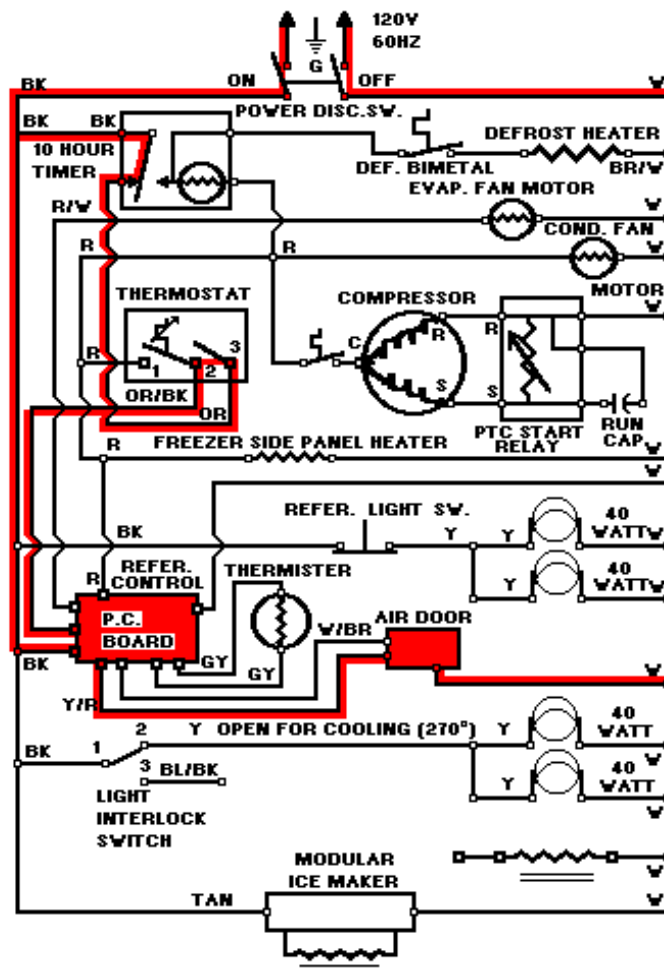 120V
60HZ
G
ON OFF
BK
W
POWER DISC.SW.
BK BK
DEFROST HEATER
10 HOUR
TIMER
DEF. BIMETAL
BR/W
EVAP. FAN MOTOR
R/W
W
COND. FAN
R R
W
MOTOR
THERMOSTAT
COMPRESSOR
3
R
1 2
C R
R
W
OR/BK
S S
OR
PTC START
RELAY
RUN
CAP
R
FREEZER SIDE PANEL HEATER
W
W
REFER. LIGHT SW.
BK
Y Y
40
WATT W
REFER.
CONTROL
THERMISTER
Y
40
WATT W
R
P.C.
BOARD
W/BR
AIR DOOR
BK
GY
GY
W
Y/R
2 Y OPEN FOR COOLING (270°) Y
40
WATT
W
BK 1
3 BL/BK
Y
40
WATT
W
LIGHT
INTERLOCK
SWITCH
MODULAR
ICE MAKER
W
TAN
W